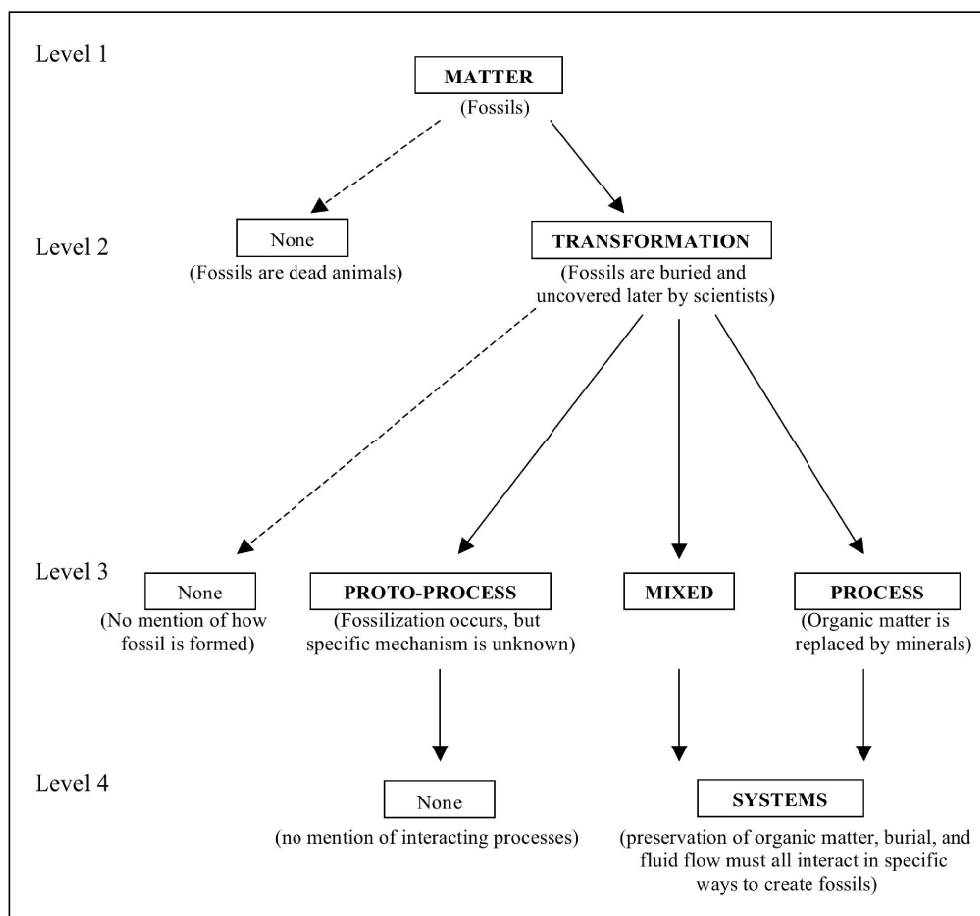 Level 1
MATTER
(Fossils)
Level 2
None
(Fossils are dead animals)
TRANSFORMATION
(Fossils are buried and
uncovered later by scientists)
Level 3
None
(No mention of how
fossil is formed)
PROTO-PROCESS
(Fossilization occurs, but
specific mechanism is unknown)
MIXED
PROCESS
(Organic matter is
replaced by minerals)
Level 4
None
(no mention of interacting processes)
SYSTEMS
(preservation of organic matter, burial, and
fluid flow must all interact in specific
ways to create fossils)